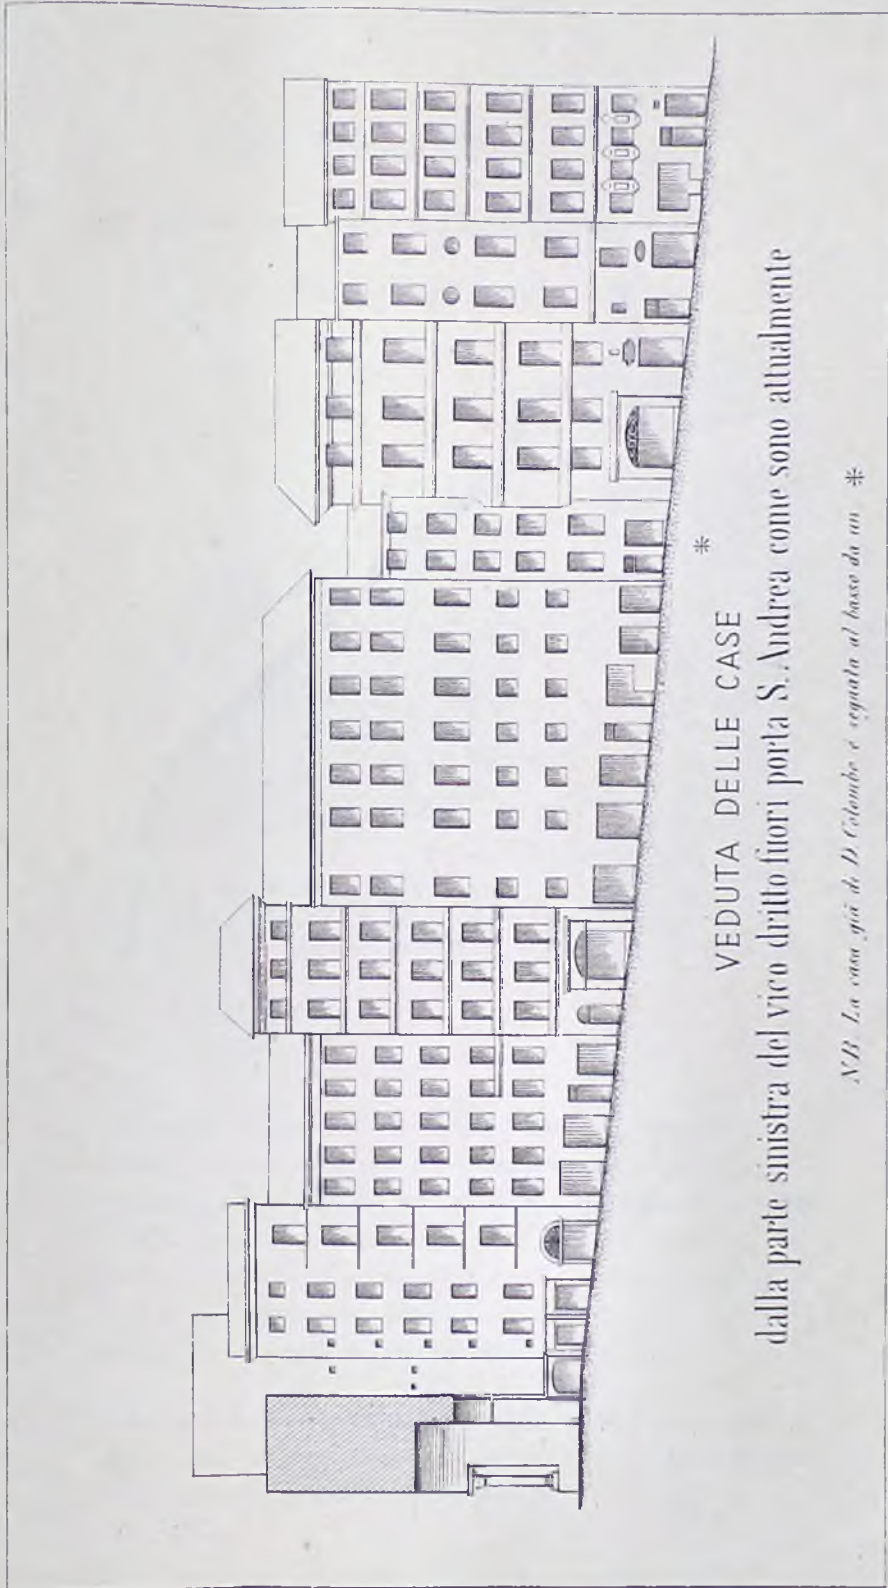 *
VEDUTA DELLE CASE
dalla parte sinistra del vico dritto fuori porta S. Andrea come sono attualmente
N.B. La casa già di D. Colombo è segnata al basso da un *